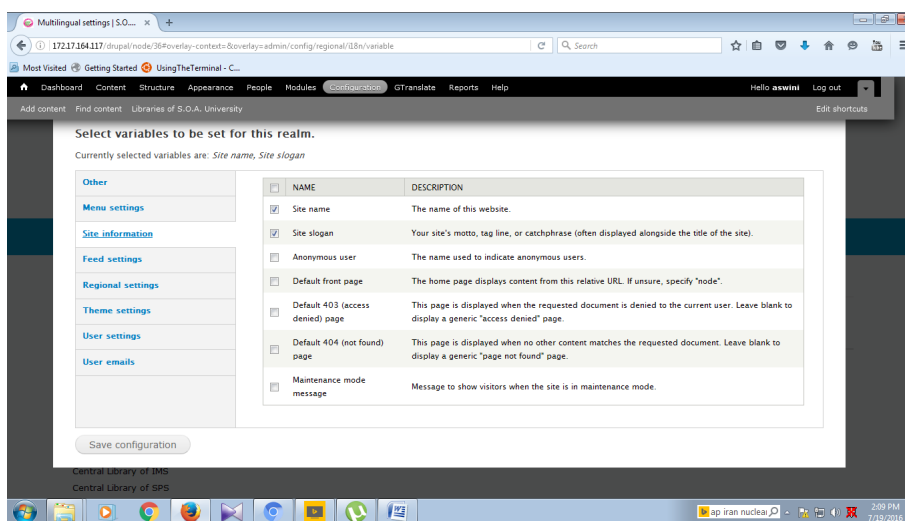 Multilingual settings | S.O.... × +
172.17.164.117/drupal/node/36#overlay-context=&overlay=admin/config/regional/i18n/variable
Search
Most Visited Getting Started UsingTheTerminal - C...
Dashboard Content Structure Appearance People Modules Configuration GTranslate Reports Help Hello aswini Log out
Add content Find content Libraries of S.O.A. University Edit shortcuts
Select variables to be set for this realm.
Currently selected variables are: Site name, Site slogan
Other
Menu settings
Site information
Feed settings
Regional settings
Theme settings
User settings
User emails
NAME DESCRIPTION
Site name The name of this website.
Site slogan Your site's motto, tag line, or catchphrase (often displayed alongside the title of the site).
Anonymous user The name used to indicate anonymous users.
Default front page The home page displays content from this relative URL. If unsure, specify "node".
Default 403 (access
denied) page
This page is displayed when the requested document is denied to the current user. Leave blank to
display a generic "access denied" page.
Default 404 (not found)
page
This page is displayed when no other content matches the requested document. Leave blank to
display a generic "page not found" page.
Maintenance mode
message
Message to show visitors when the site is in maintenance mode.
Save configuration
Central Library of IMS
Central Library of SPS
ap iran nuclear
2:09 PM
7/19/2016